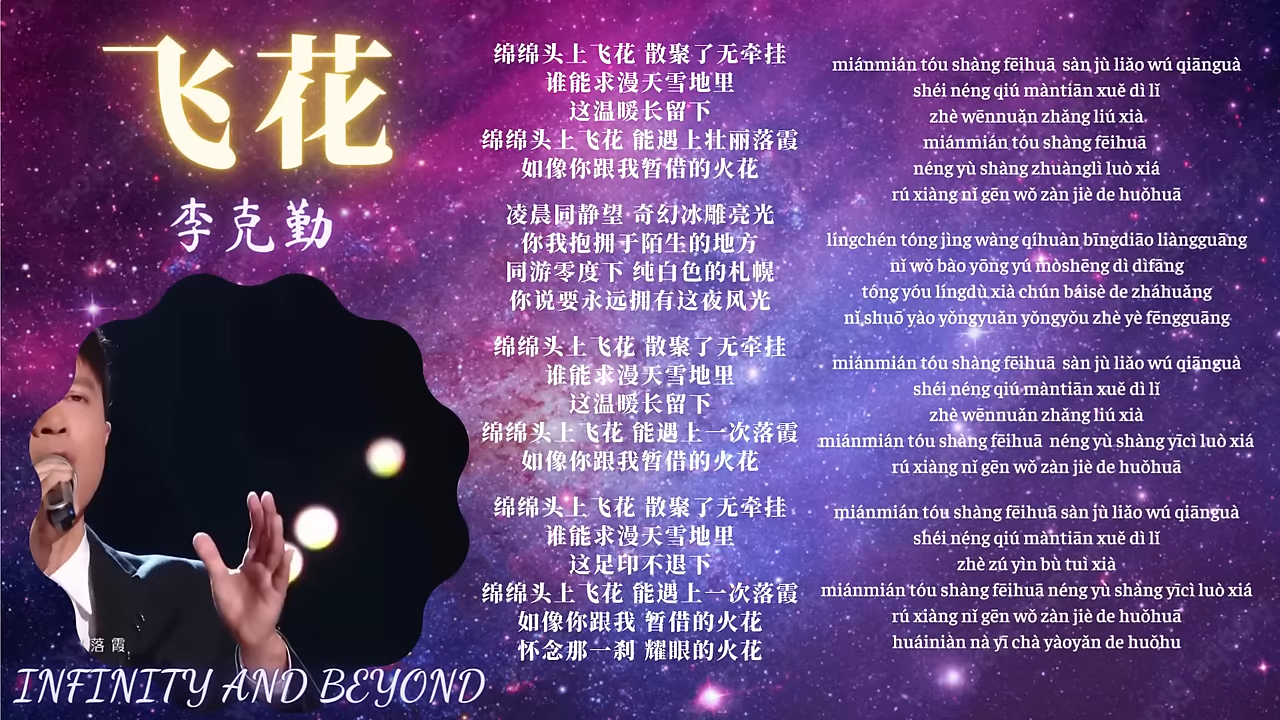 飞花
李克勤
落霞
INFINITY AND BEYOND
绵绵头上飞花 散聚了无牵挂
谁能求漫天雪地里
这温暖长留下
绵绵头上飞花 能遇上壮丽落霞
如像你跟我暂借的火花
凌晨同静望 奇幻冰雕亮光
你我抱拥于陌生的地方
同游零度下 纯白色的札幌
你说要永远拥有这夜风光
绵绵头上飞花 散聚了无牵挂
谁能求漫天雪地里
这温暖长留下
绵绵头上飞花 能遇上一次落霞
如像你跟我暂借的火花
绵绵头上飞花 散聚了无牵挂
谁能求漫天雪地里
这足印不退下
绵绵头上飞花 能遇上一次落霞
如像你跟我 暂借的火花
怀念那一刹 耀眼的火花
miánmián tóu shàng fēihuā sàn jù liǎo wú qiānguà
shéi néng qiú màntiān xuě dì lǐ
zhè wēnnuǎn zhǎng liú xià
miánmián tóu shàng fēihuā
néng yù shàng zhuànglì luò xiá
rú xiàng nǐ gēn wǒ zàn jiè de huǒhuā
língchén tóng jìng wàng qíhuàn bīngdiāo liàngguāng
nǐ wǒ bào yōng yú mòshēng dì dìfāng
tóng yóu língdù xià chún báisè de zháhuǎng
nǐ shuō yào yǒngyuǎn yǒngyǒu zhè yè fēngguāng
miánmián tóu shàng fēihuā sàn jù liǎo wú qiānguà
shéi néng qiú màntiān xuě dì lǐ
zhè wēnnuǎn zhǎng liú xià
miánmián tóu shàng fēihuā néng yù shàng yīcì luò xiá
rú xiàng nǐ gēn wǒ zàn jiè de huǒhuā
miánmián tóu shàng fēihuā sàn jù liǎo wú qiānguà
shéi néng qiú màntiān xuě dì lǐ
zhè zú yìn bù tuì xià
miánmián tóu shàng fēihuā néng yù shàng yīcì luò xiá
rú xiàng nǐ gēn wǒ zàn jiè de huǒhuā
huáiniàn nà yī chà yàoyǎn de huǒhu